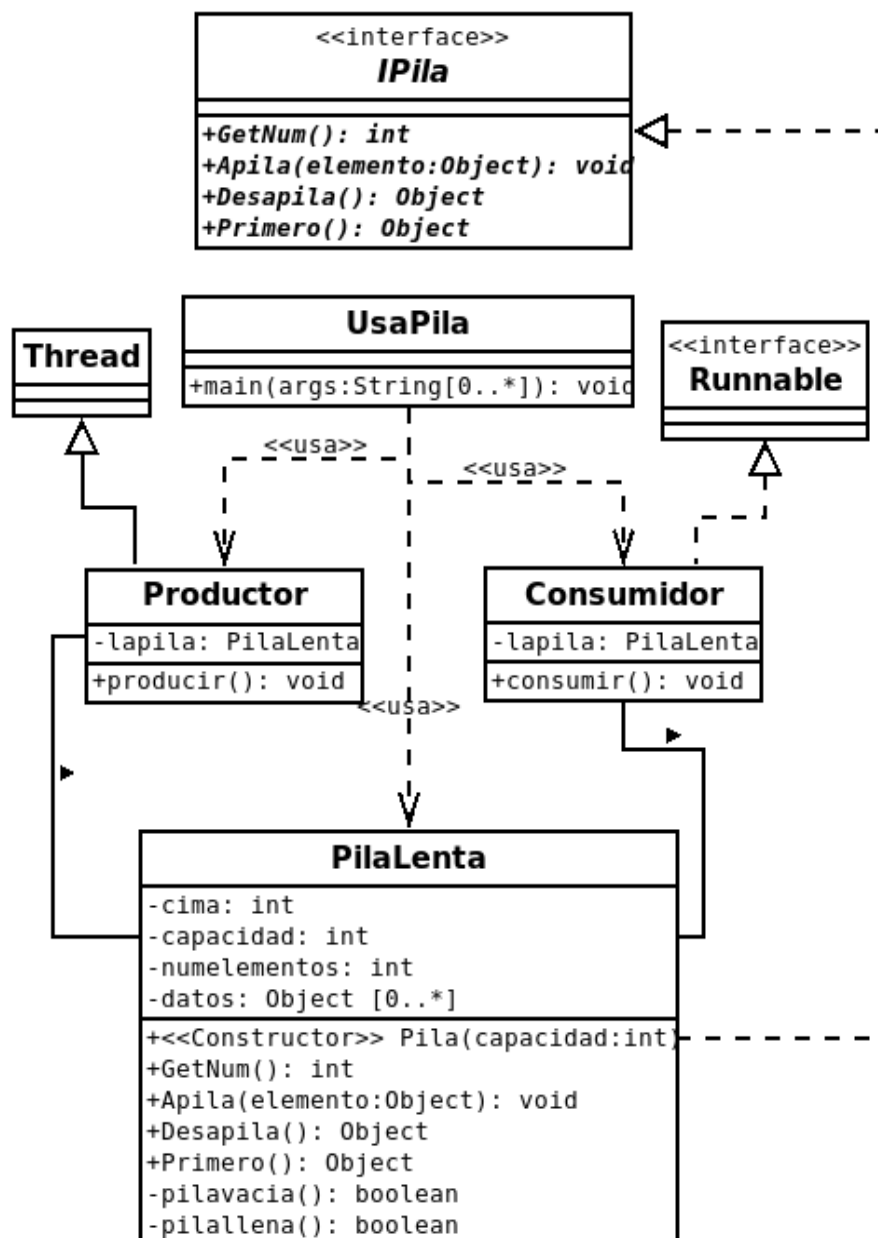 <<interface>>
IPila
+GetNum(): int
+Apila(elemento:Object): void
+Desapila(): Object
+Primero(): Object
UsaPila
+main(args:String[0..*]): void
Thread
<<interface>>
Runnable
<<usa>>
<<usa>>
Productor
-lapila: PilaLenta
+producir(): void
Consumidor
-lapila: PilaLenta
+consumir(): void
<<usa>>
PilaLenta
-cima: int
-capacidad: int
-numelementos: int
-datos: Object [0..*]
+<<Constructor>> Pila(capacidad:int)
+GetNum(): int
+Apila(elemento:Object): void
+Desapila(): Object
+Primero(): Object
-pilavacia(): boolean
-pilallena(): boolean